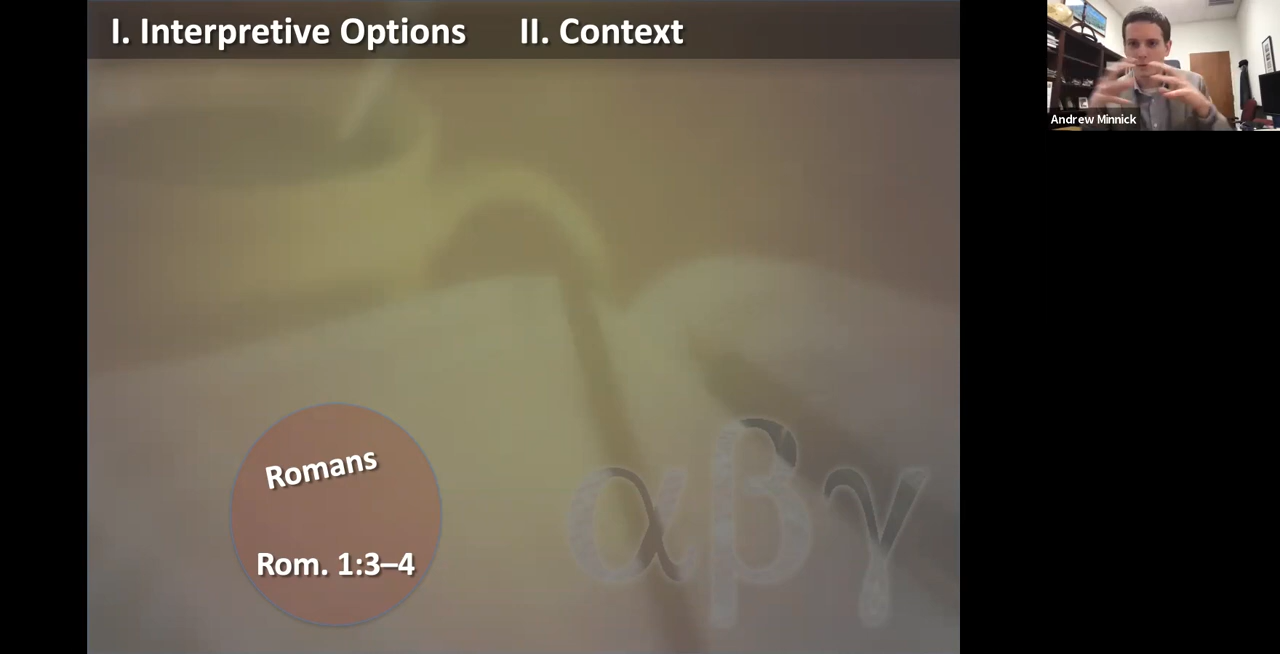 I. Interpretive Options II. Context
Andrew Minnick
Romans
Rom. 1:3–4
αβγ